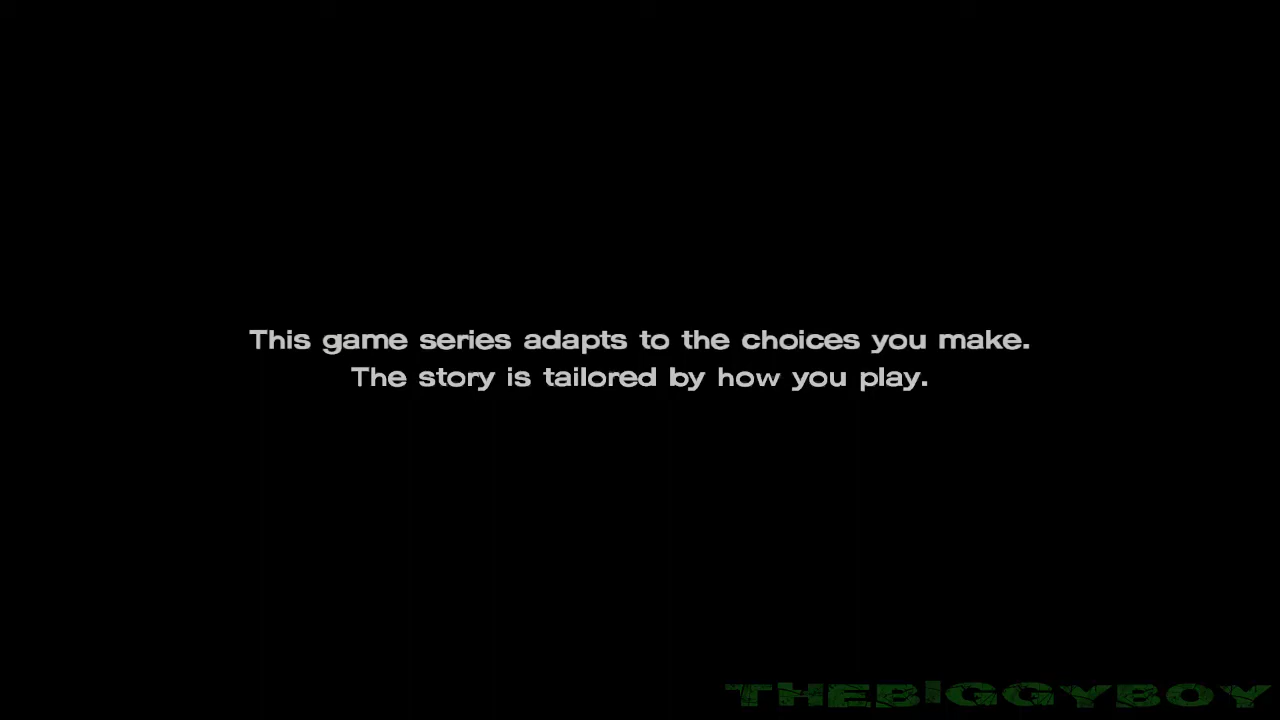 This game series adapts to the choices you make.
The story is tailored by how you play.
THEBIGGYBOY